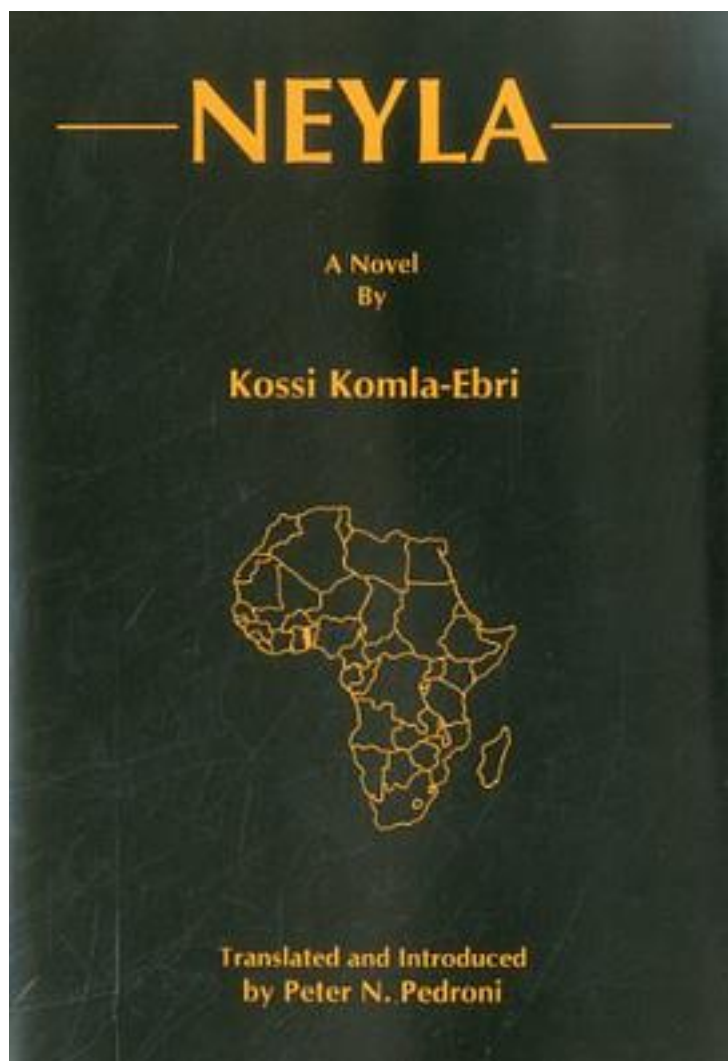 NEYLA
A Novel
By
Kossi Komla-Ebri
Translated and Introduced
by Peter N. Pedroni